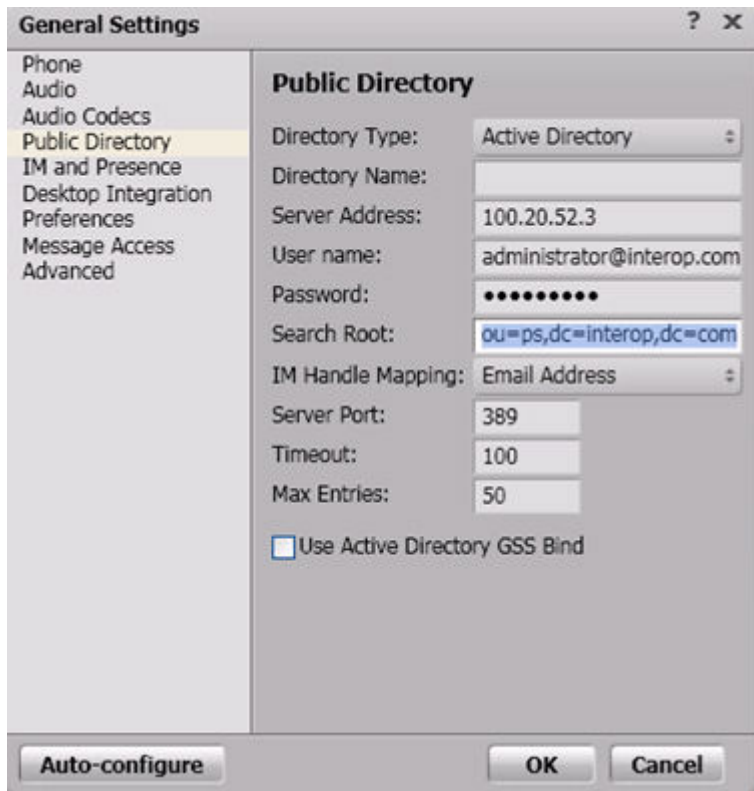 General Settings ? ×
Phone
Audio
Audio Codecs
Public Directory
IM and Presence
Desktop Integration
Preferences
Message Access
Advanced
Public Directory
Directory Type: Active Directory
Directory Name:
Server Address: 100.20.52.3
User name: administrator@interop.com
Password: •••••••••
Search Root: ou=ps,dc=interop,dc=com
IM Handle Mapping: Email Address
Server Port: 389
Timeout: 100
Max Entries: 50
Use Active Directory GSS Bind
Auto-configure OK Cancel